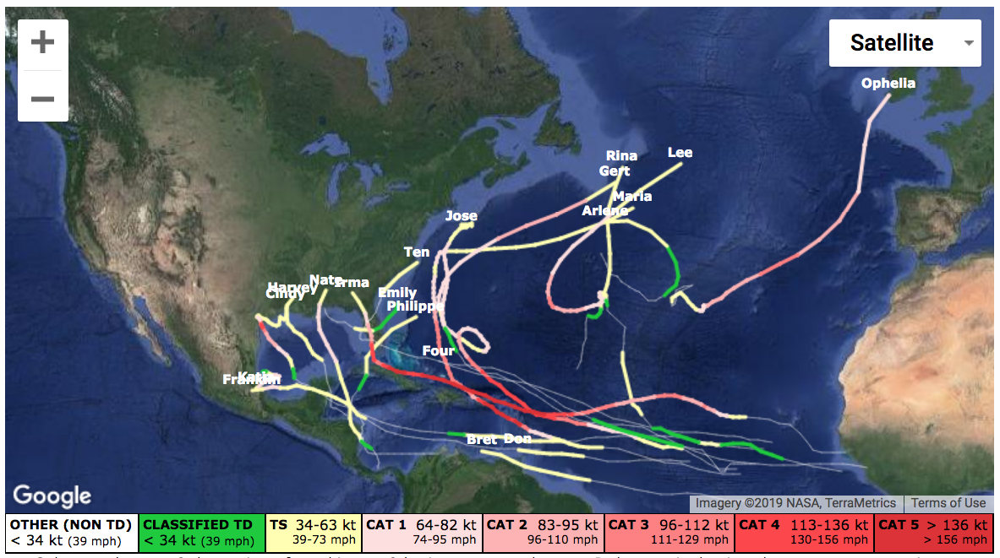 +
Satellite
−
Ophelia
Rina
Lee
Gert
Maria
Arlene
Jose
Ten
Nate
Irma
Harvey
Cindy
Emily
Philippe
Four
Katia
Franklin
Bret Don
Google
Imagery ©2019 NASA, TerraMetrics
Terms of Use
OTHER (NON TD)
< 34 kt (39 mph)
CLASSIFIED TD
< 34 kt (39 mph)
TS 34-63 kt
39-73 mph
CAT 1 64-82 kt
74-95 mph
CAT 2 83-95 kt
96-110 mph
CAT 3 96-112 kt
111-129 mph
CAT 4 113-136 kt
130-156 mph
CAT 5 > 136 kt
> 156 mph